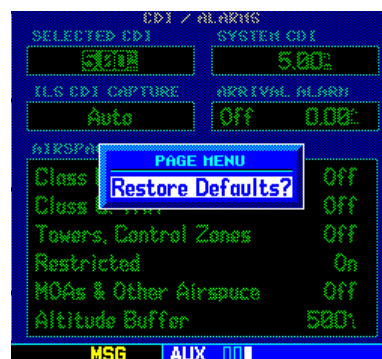 CDI / ALARMS
SELECTED CDI SYSTEM CDI
5.00 5.00
ILS CDI CAPTURE ARRIVAL ALARM
Auto Off 0.00
PAGE MENU
Class Off
Restore Defaults?
Class Off
Towers, Control Zones Off
Restricted On
MOAs & Other Airspace Off
Altitude Buffer 500
MSG AUX